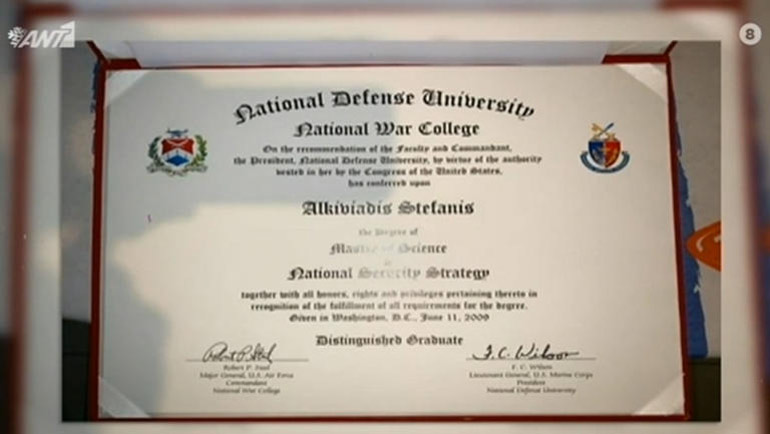 ANT1
8
National Defense University
National War College
On the recommendation of the Faculty and Commandant,
the President, National Defense University, by virtue of the authority
vested in her by the Congress of the United States,
has conferred upon
Alkiviadis Stefanis
the Degree of
Master of Science
in
National Security Strategy
together with all honors, rights and privileges pertaining thereto in
recognition of the fulfillment of all requirements for the degree.
Given in Washington, D.C., June 11, 2009
Distinguished Graduate
Robert P. Steel
Major General, U.S. Air Force
Commandant
National War College
F. C. Wilson
F. C. Wilson
Lieutenant General, U.S. Marine Corps
President
National Defense University